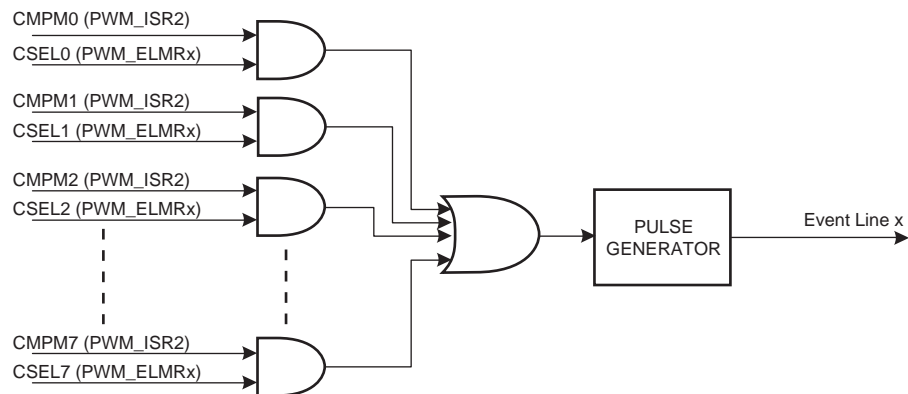 CMPM0 (PWM_ISR2)
CSEL0 (PWM_ELMRx)
CMPM1 (PWM_ISR2)
CSEL1 (PWM_ELMRx)
CMPM2 (PWM_ISR2)
CSEL2 (PWM_ELMRx)
CMPM7 (PWM_ISR2)
CSEL7 (PWM_ELMRx)
PULSE
GENERATOR
Event Line x